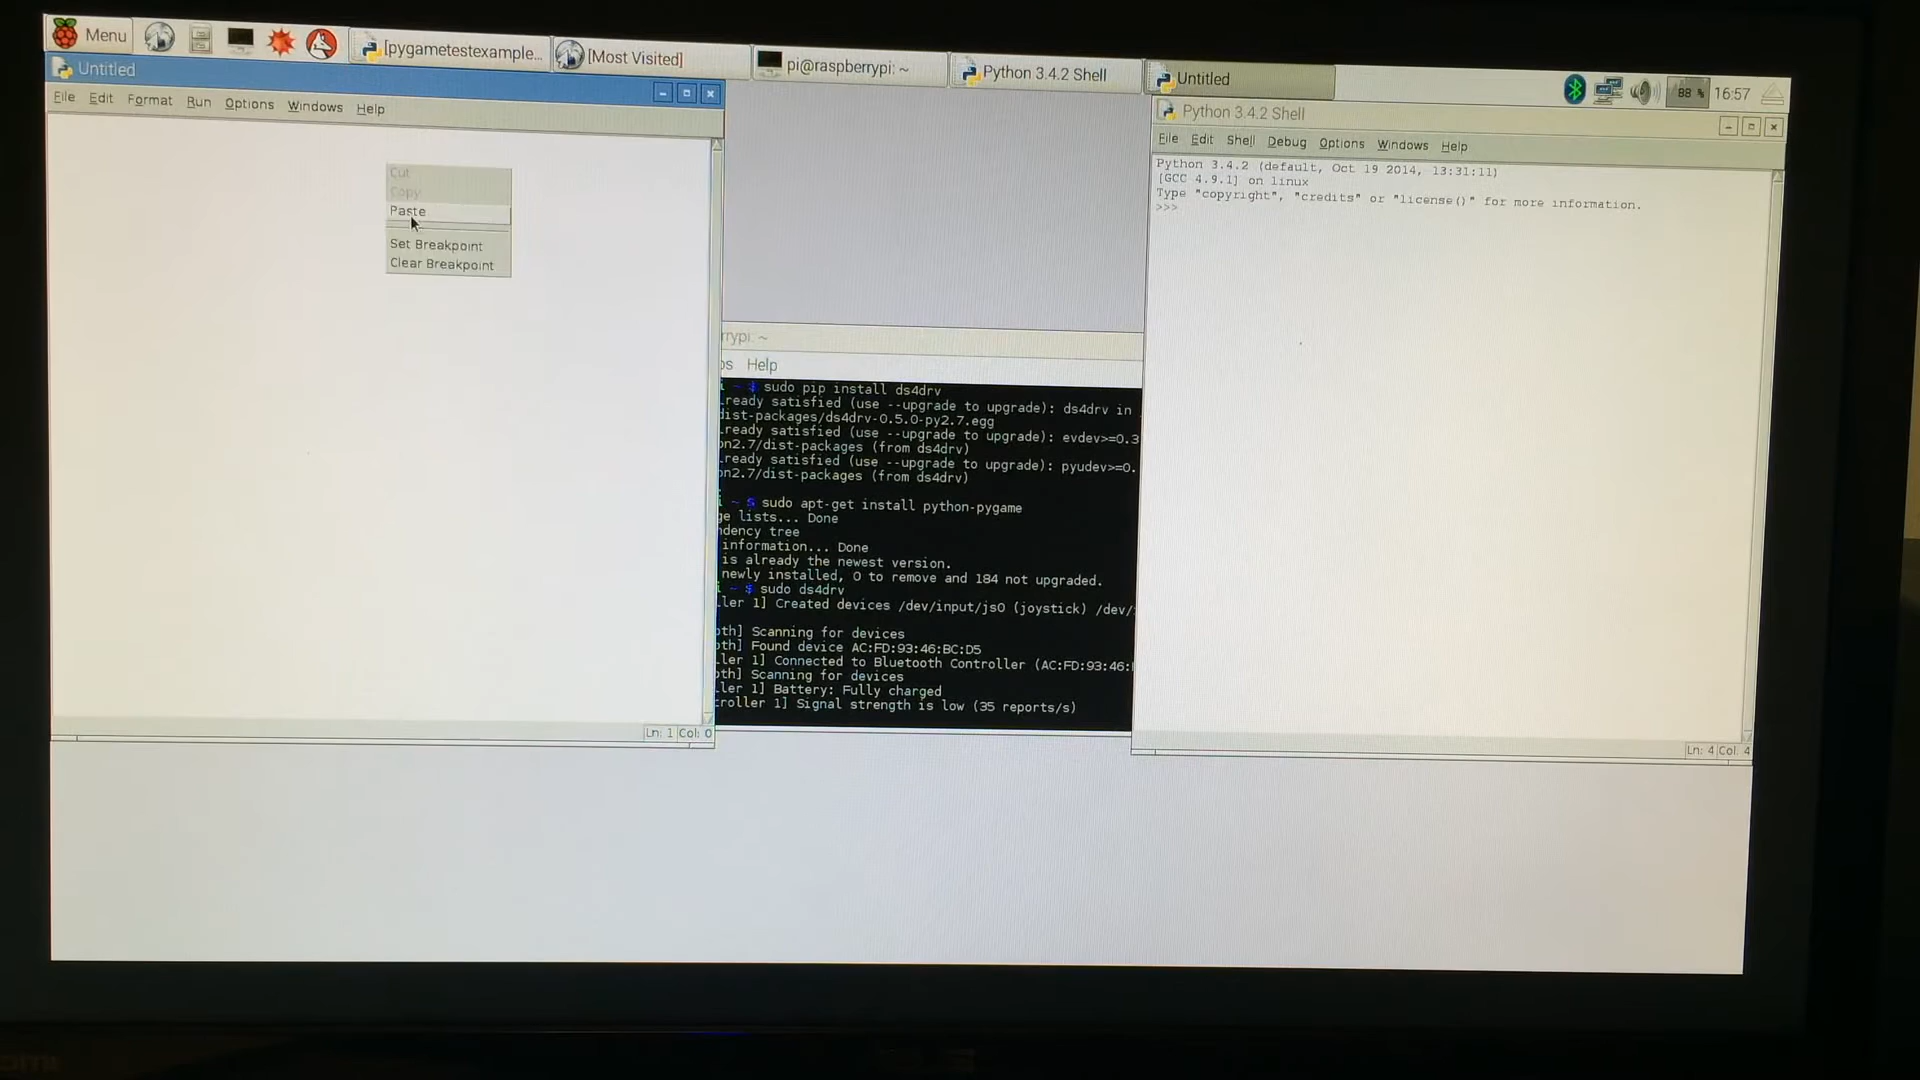 Menu
[pygametestexample...
[Most Visited]
pi@raspberrypi: ~
Python 3.4.2 Shell
Untitled
88 %
16:57
Untitled
File Edit Format Run Options Windows Help
Cut
Copy
Paste
Set Breakpoint
Clear Breakpoint
Ln: 1 Col: 0
rrypi: ~
os Help
i ~ $ sudo pip install ds4drv
lready satisfied (use --upgrade to upgrade): ds4drv in
dist-packages/ds4drv-0.5.0-py2.7.egg
lready satisfied (use --upgrade to upgrade): evdev>=0.3
on2.7/dist-packages (from ds4drv)
lready satisfied (use --upgrade to upgrade): pyudev>=0.
on2.7/dist-packages (from ds4drv)
i ~ $ sudo apt-get install python-pygame
ge lists... Done
ndency tree
information... Done
is already the newest version.
newly installed, 0 to remove and 184 not upgraded.
i ~ $ sudo ds4drv
ller 1] Created devices /dev/input/js0 (joystick) /dev/
oth] Scanning for devices
oth] Found device AC:FD:93:46:BC:D5
ller 1] Connected to Bluetooth Controller (AC:FD:93:46:
oth] Scanning for devices
ller 1] Battery: Fully charged
troller 1] Signal strength is low (35 reports/s)
Python 3.4.2 Shell
File Edit Shell Debug Options Windows Help
Python 3.4.2 (default, Oct 19 2014, 13:31:11)
[GCC 4.9.1] on linux
Type "copyright", "credits" or "license()" for more information.
>>>
Ln: 4 Col: 4